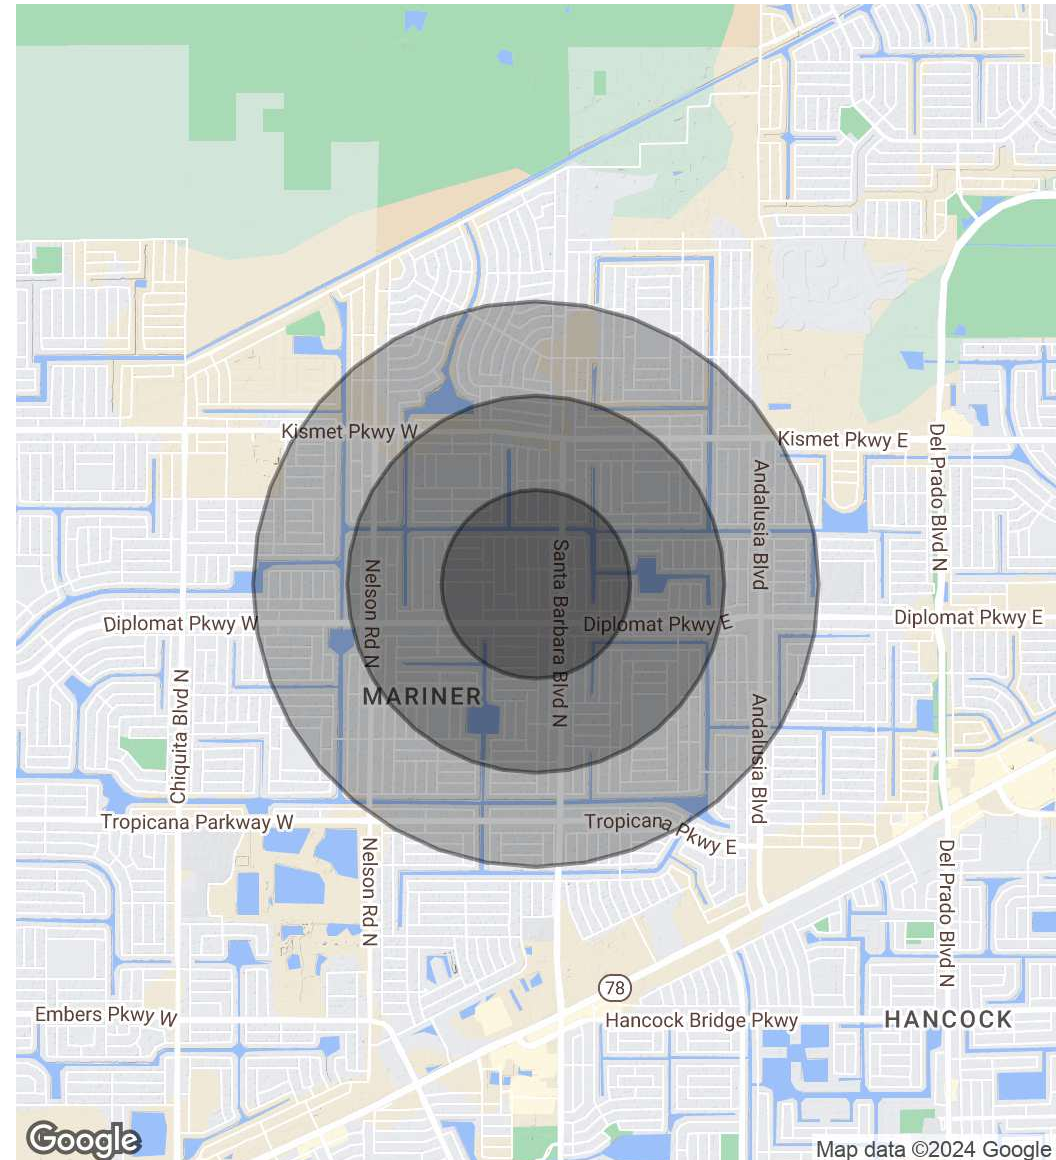 Kismet Pkwy W
Kismet Pkwy E
Del Prado Blvd N
Andalusia Blvd
Santa Barbara Blvd N
Nelson Rd N
Diplomat Pkwy W
Diplomat Pkwy E
Diplomat Pkwy E
MARINER
Chiquita Blvd N
Andalusia Blvd
Tropicana Parkway W
Tropicana Pkwy E
Nelson Rd N
Del Prado Blvd N
78
Embers Pkwy W
Hancock Bridge Pkwy
HANCOCK
Google
Map data ©2024 Google